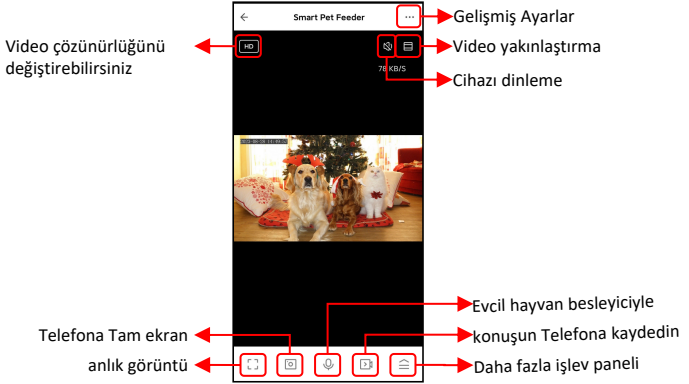 Smart Pet Feeder
Gelişmiş Ayarlar
Video çözünürlüğünü
değiştirebilirsiniz
HD
Video yakınlaştırma
78 KB/S
Cihazı dinleme
Evcil hayvan besleyiciyle
Telefona Tam ekran
konuşun Telefona kaydedin
anlık görüntü
Daha fazla işlev paneli